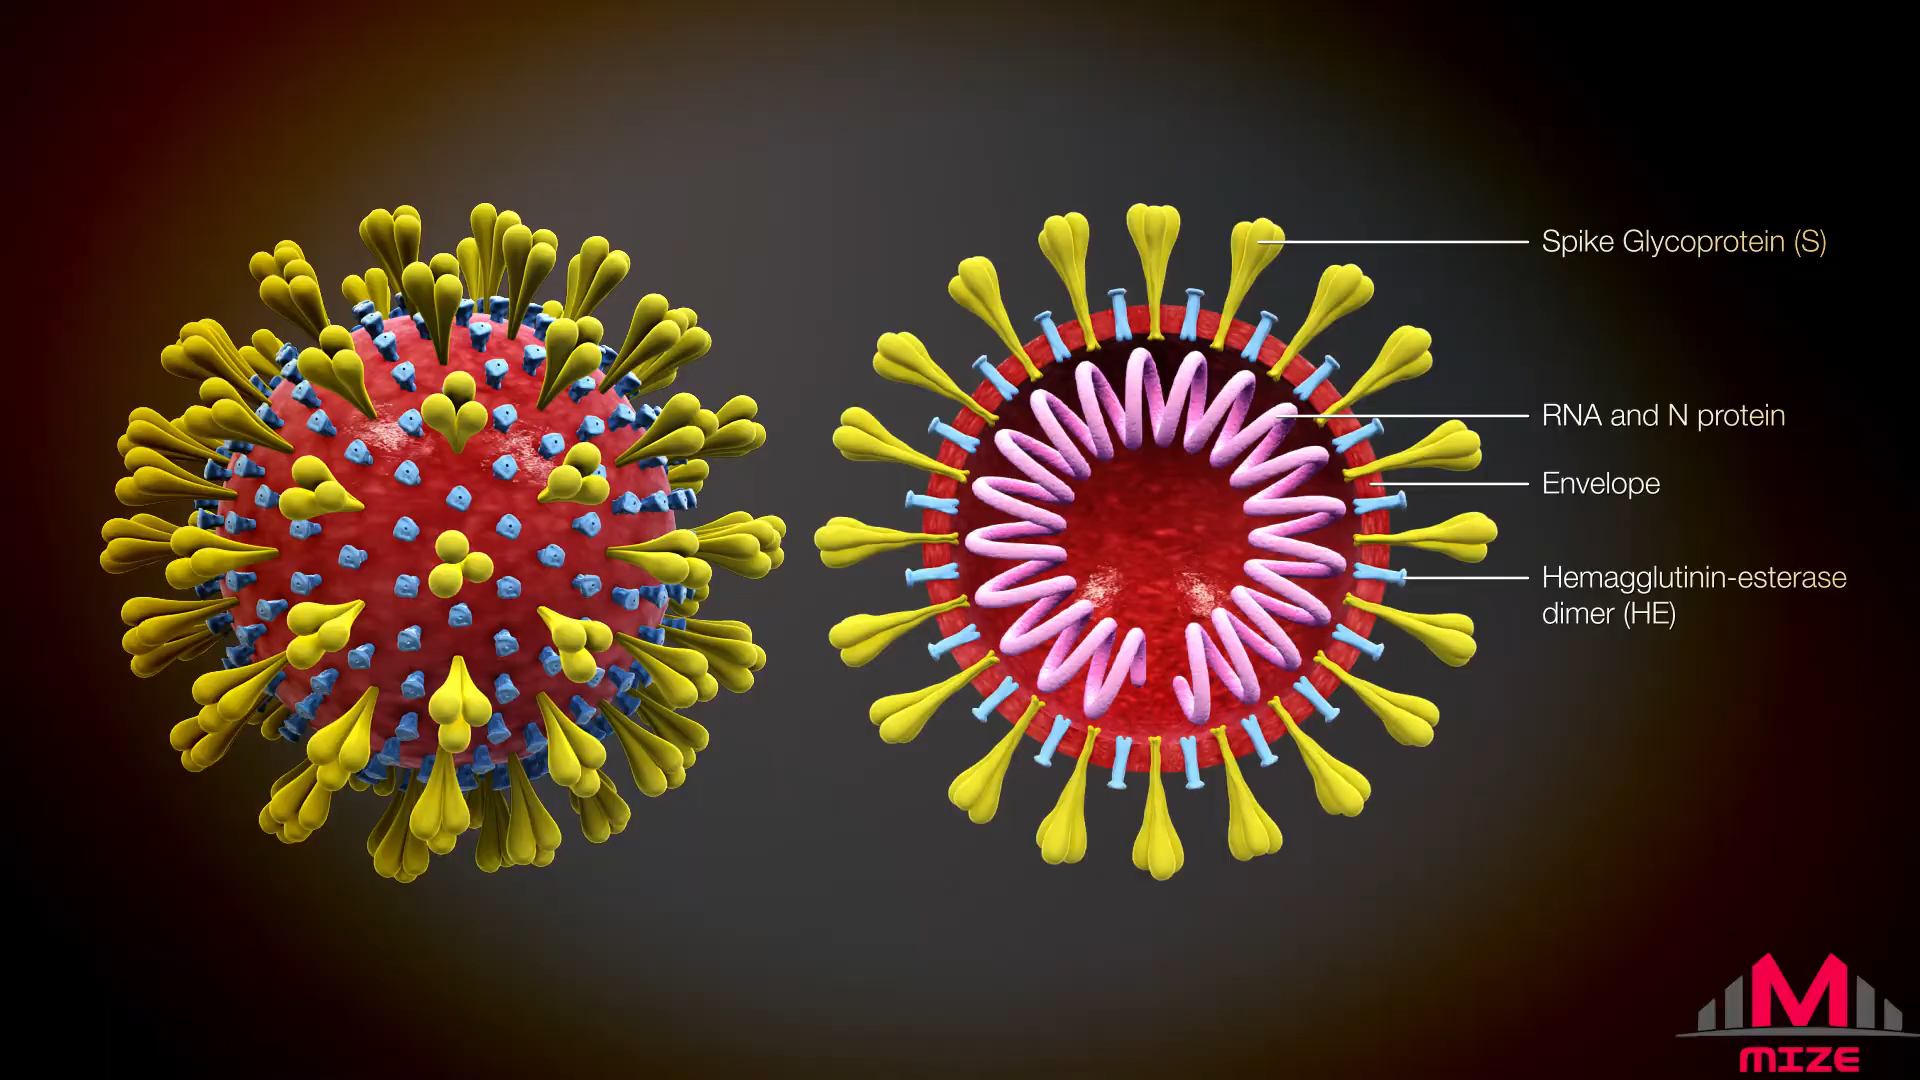 Spike Glycoprotein (S)
RNA and N protein
Envelope
Hemagglutinin-esterase
dimer (HE)
M
MIZE